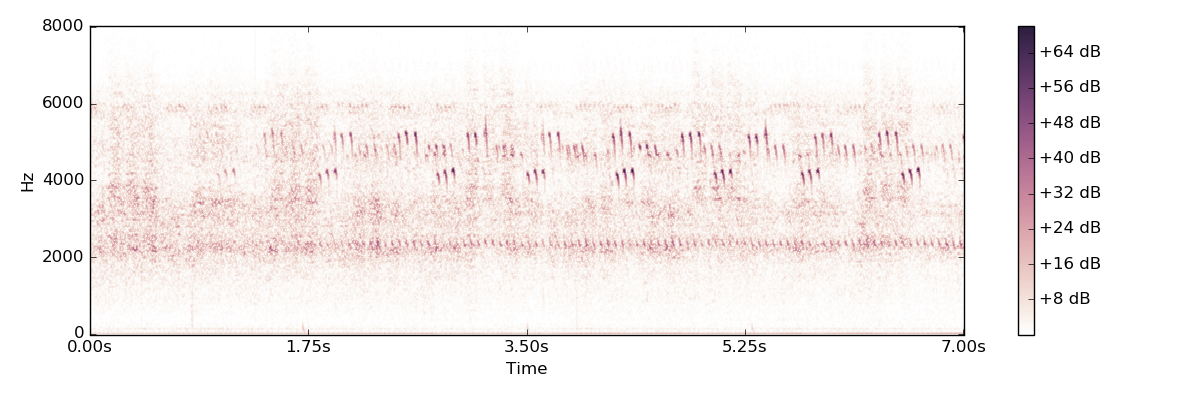 8000
6000
4000
2000
0
Hz
0.00s 1.75s 3.50s 5.25s 7.00s
Time
+64 dB
+56 dB
+48 dB
+40 dB
+32 dB
+24 dB
+16 dB
+8 dB